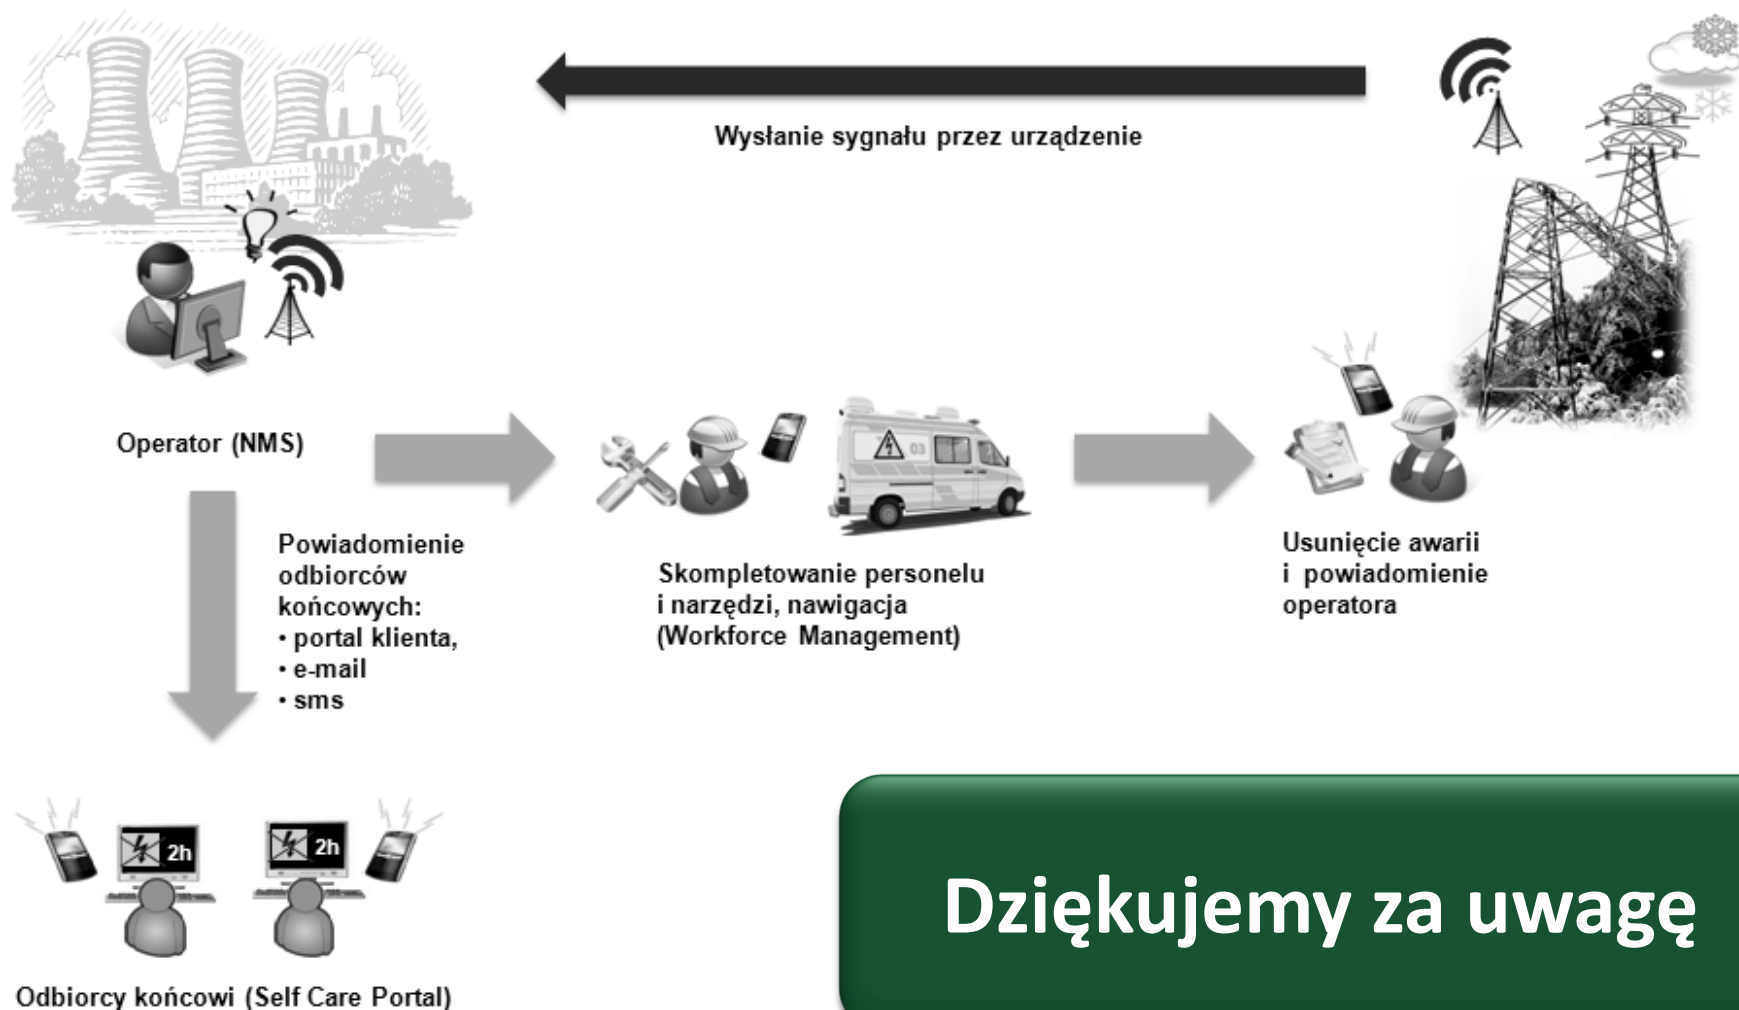 Wysłanie sygnału przez urządzenie
Operator (NMS)
Powiadomienie
odbiorców
końcowych:
• portal klienta,
• e-mail
• sms
03
Skompletowanie personelu
i narzędzi, nawigacja
(Workforce Management)
Usunięcie awarii
i powiadomienie
operatora
2h
2h
Odbiorcy końcowi (Self Care Portal)
Dziękujemy za uwagę